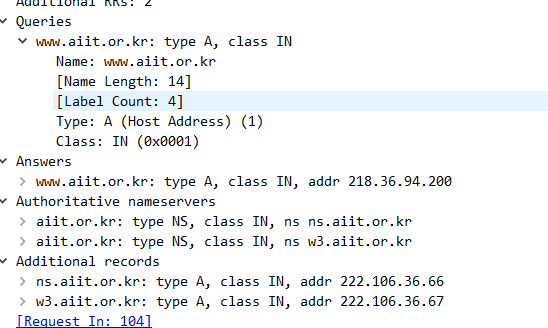 Additional RRs: 2
Queries
www.aiit.or.kr: type A, class IN
Name: www.aiit.or.kr
[Name Length: 14]
[Label Count: 4]
Type: A (Host Address) (1)
Class: IN (0x0001)
Answers
www.aiit.or.kr: type A, class IN, addr 218.36.94.200
Authoritative nameservers
aiit.or.kr: type NS, class IN, ns ns.aiit.or.kr
aiit.or.kr: type NS, class IN, ns w3.aiit.or.kr
Additional records
ns.aiit.or.kr: type A, class IN, addr 222.106.36.66
w3.aiit.or.kr: type A, class IN, addr 222.106.36.67
[Request In: 104]